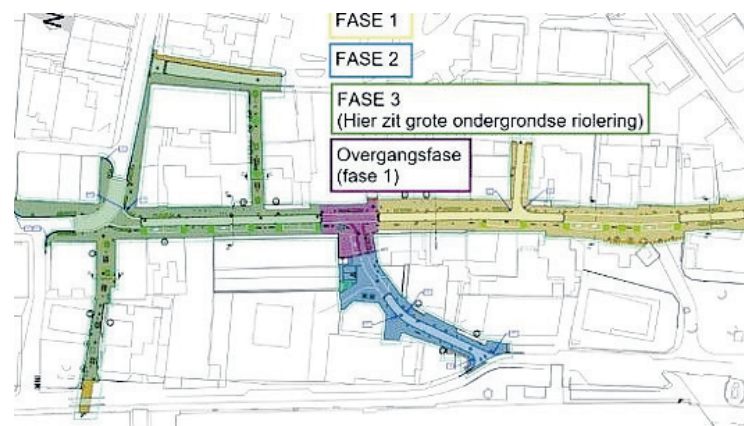 FASE 1
FASE 2
FASE 3
(Hier zit grote ondergrondse riolering)
Overgangsfase
(fase 1)